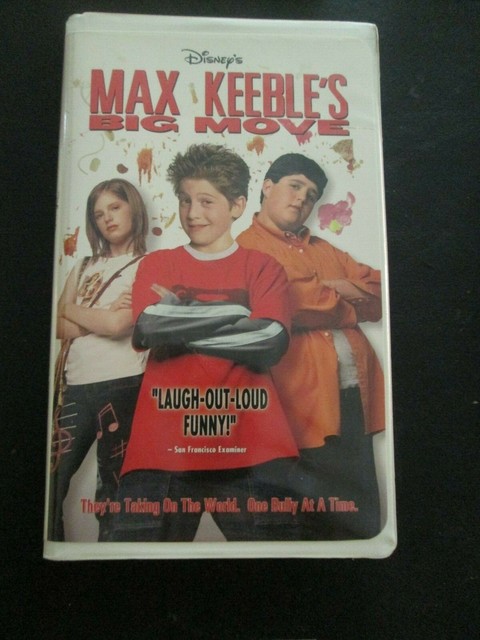 Disney's
MAX KEEBLE'S
BIG MOVE
"LAUGH-OUT-LOUD
FUNNY!"
– San Francisco Examiner
They're Taking On The World. One Bully At A Time.